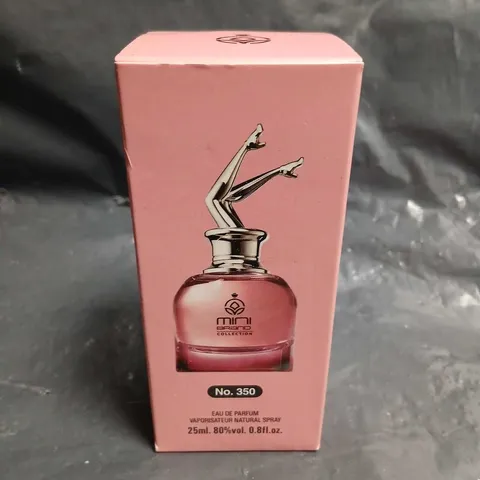 MINI
BRAND
COLLECTION
No. 350
EAU DE PARFUM
VAPORISATEUR NATURAL SPRAY
25ml. 80%vol. 0.8fl.oz.